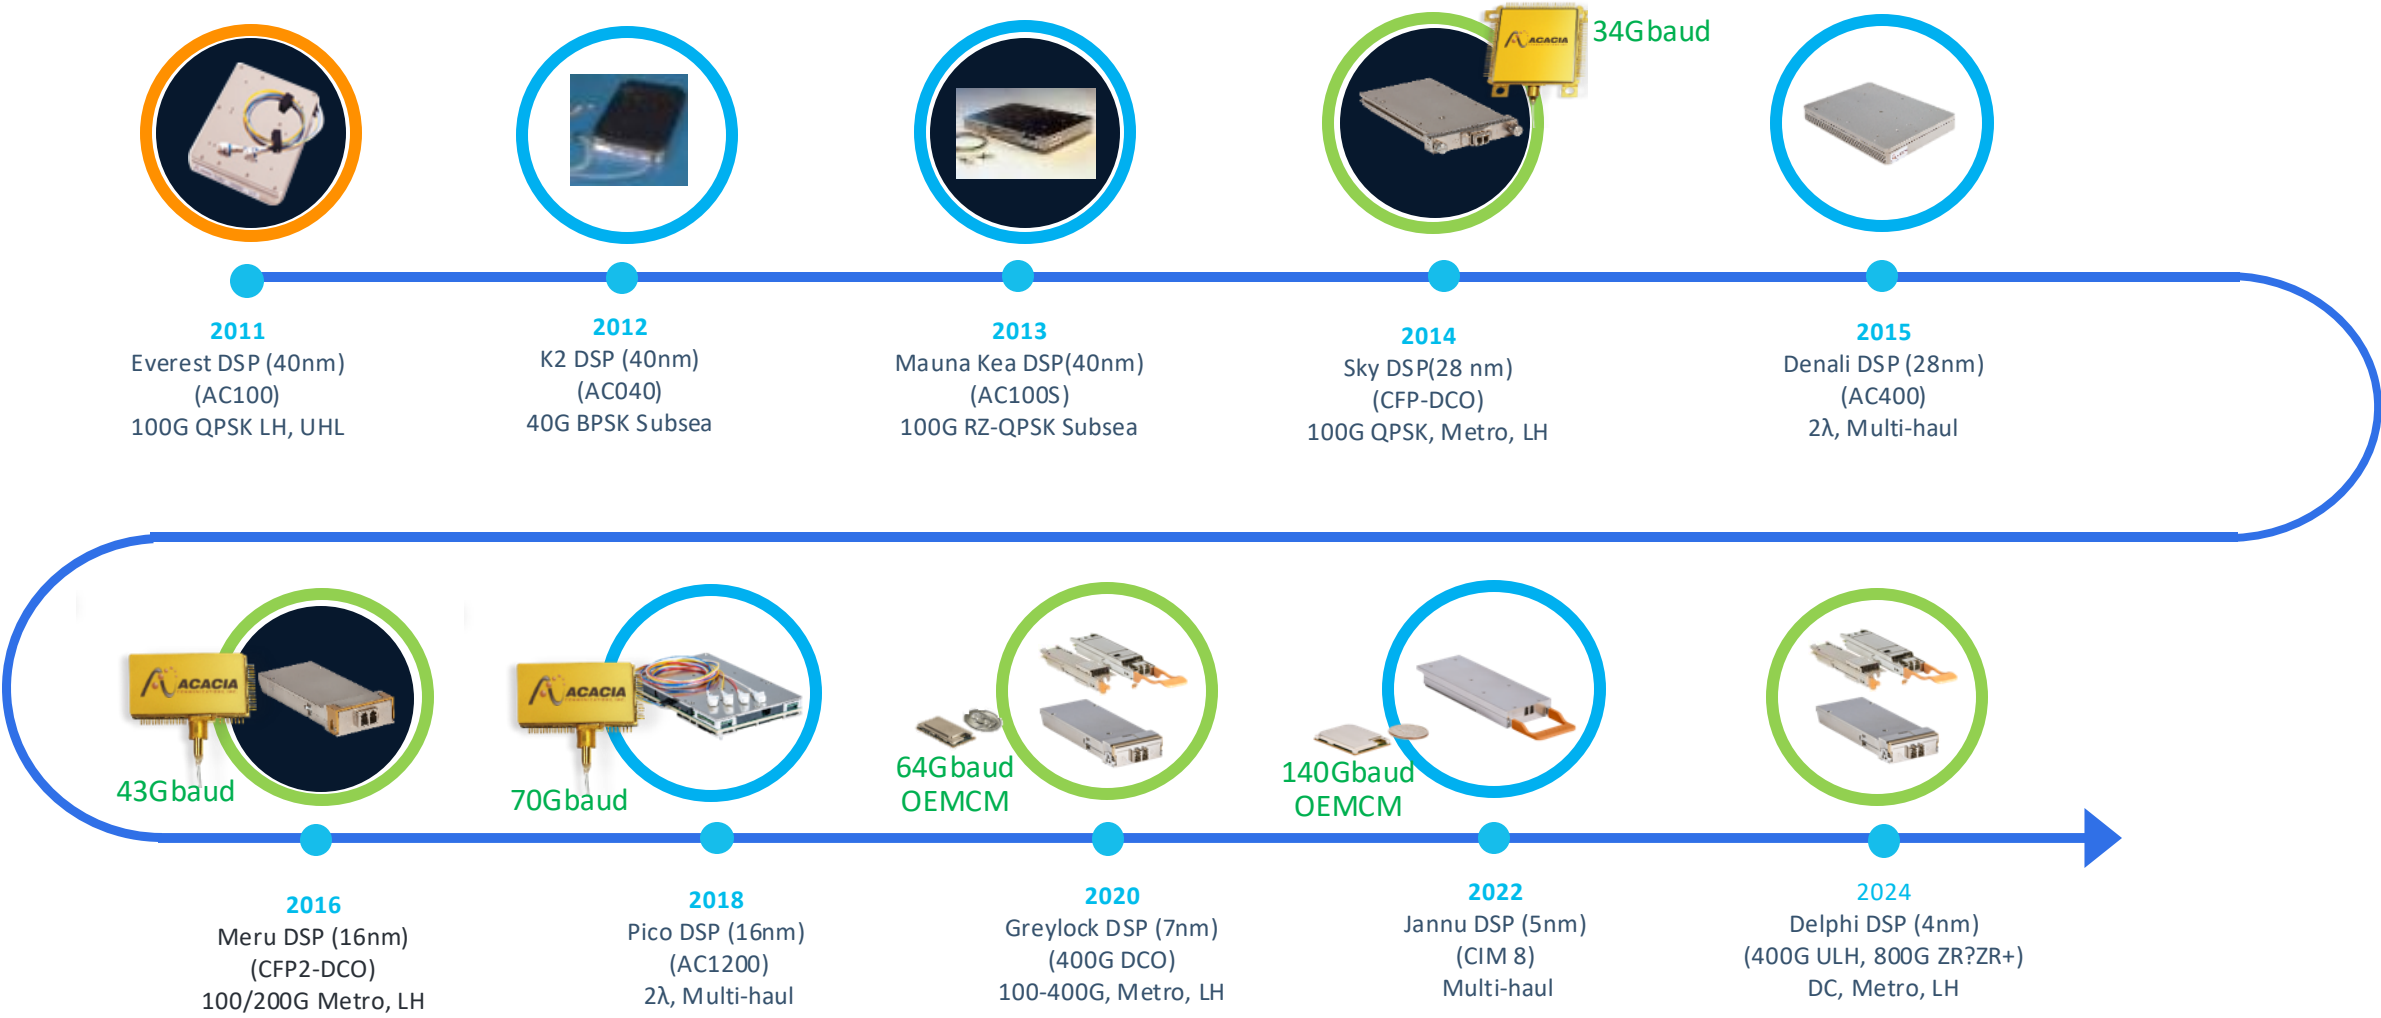 ACACIA
34Gbaud
2011
Everest DSP (40nm)
(AC100)
100G QPSK LH, UHL
2012
K2 DSP (40nm)
(AC040)
40G BPSK Subsea
2013
Mauna Kea DSP(40nm)
(AC100S)
100G RZ-QPSK Subsea
2014
Sky DSP(28 nm)
(CFP-DCO)
100G QPSK, Metro, LH
2015
Denali DSP (28nm)
(AC400)
2λ, Multi-haul
ACACIA
43Gbaud
ACACIA
70Gbaud
64Gbaud
OEMCM
140Gbaud
OEMCM
2016
Meru DSP (16nm)
(CFP2-DCO)
100/200G Metro, LH
2018
Pico DSP (16nm)
(AC1200)
2λ, Multi-haul
2020
Greylock DSP (7nm)
(400G DCO)
100-400G, Metro, LH
2022
Jannu DSP (5nm)
(CIM 8)
Multi-haul
2024
Delphi DSP (4nm)
(400G ULH, 800G ZR?ZR+)
DC, Metro, LH